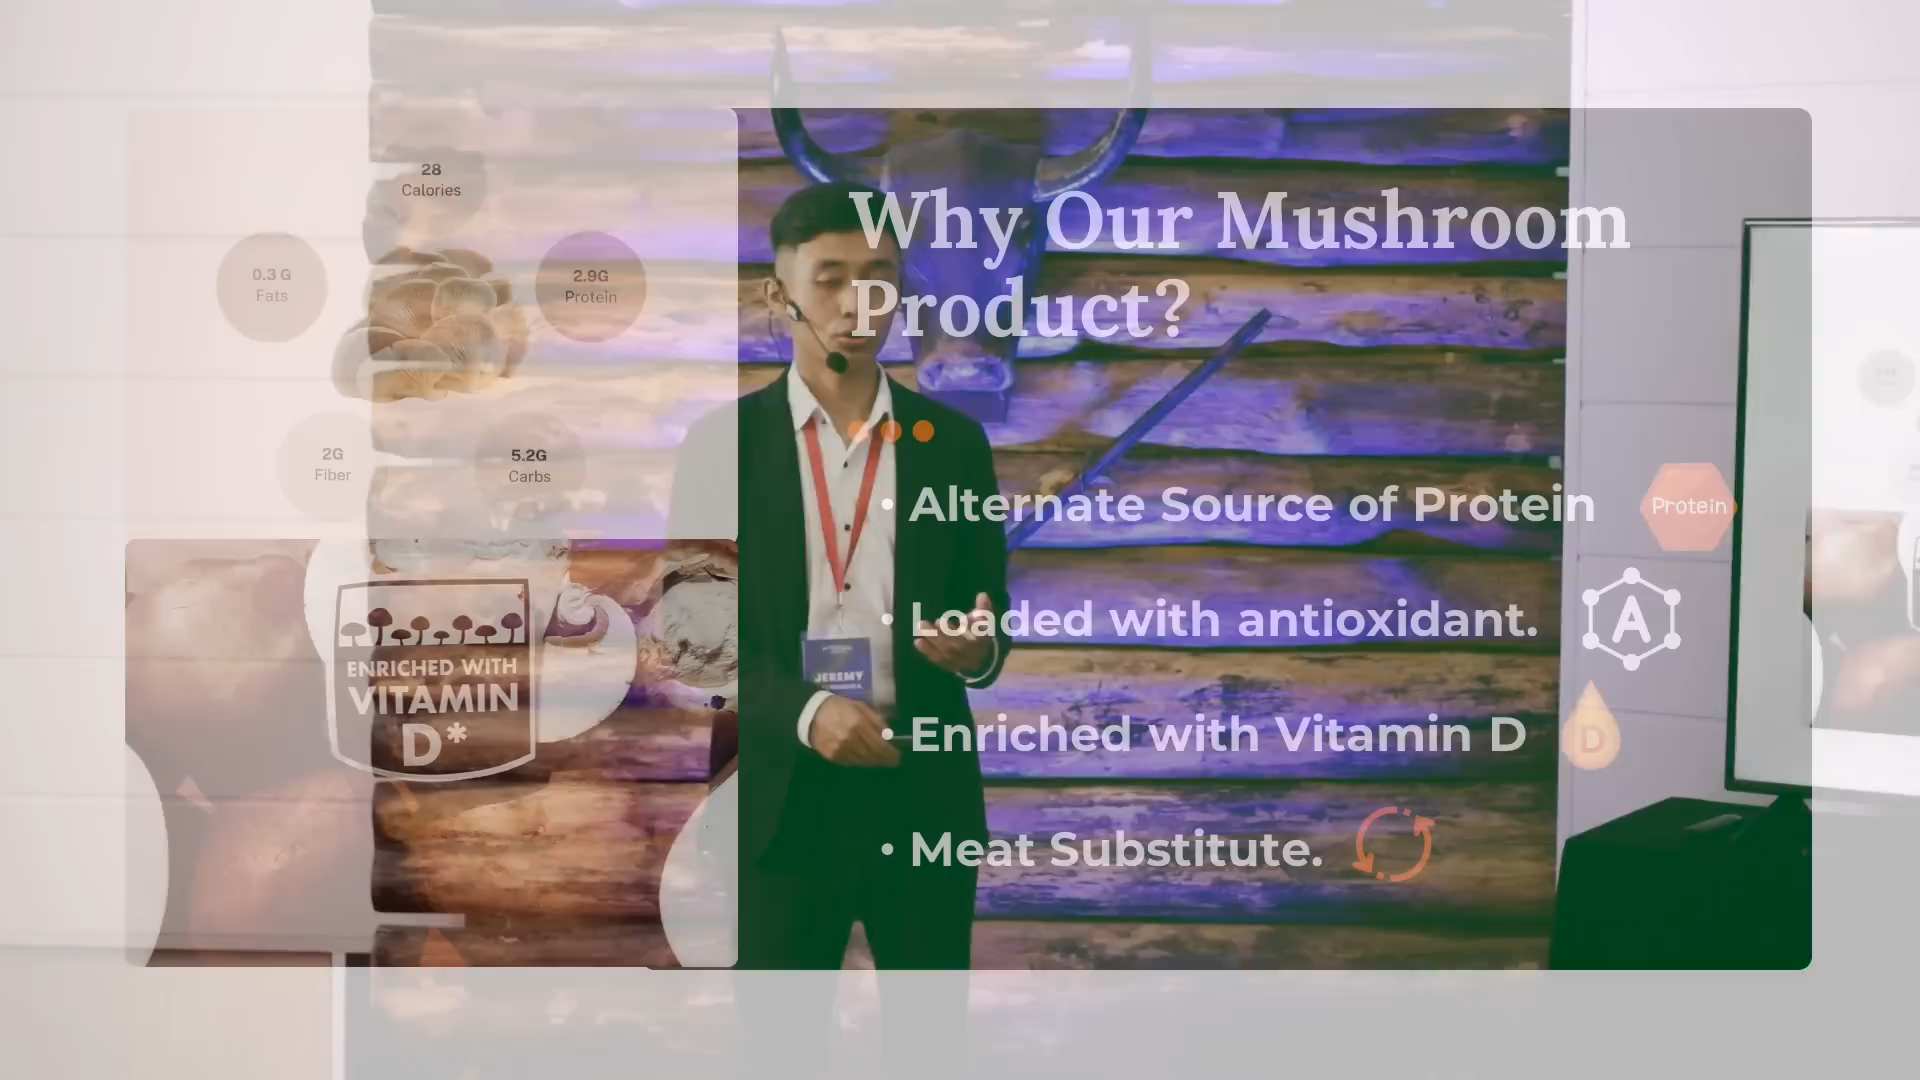 28
Calories
0.3 G
Fats
2.9G
Protein
2G
Fiber
5.2G
Carbs
ENRICHED WITH
VITAMIN
D*
Why Our Mushroom
Product?
• Alternate Source of Protein
Protein
• Loaded with antioxidant.
A
• Enriched with Vitamin D
D
• Meat Substitute.
JEREMY